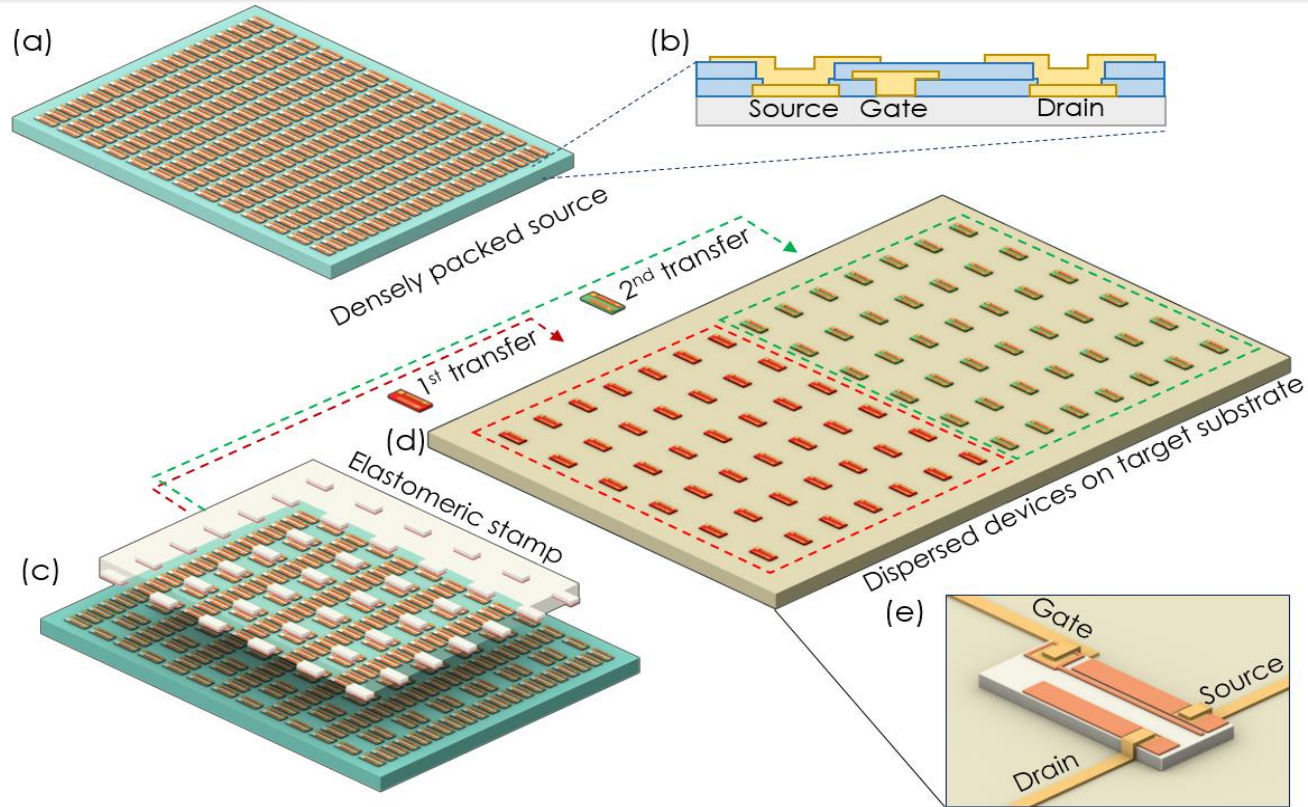 (a)
(b)
Source Gate Drain
Densely packed source
2nd transfer
1st transfer
(d)
Elastomeric stamp
(c)
Dispersed devices on target substrate
(e)
Gate
Source
Drain